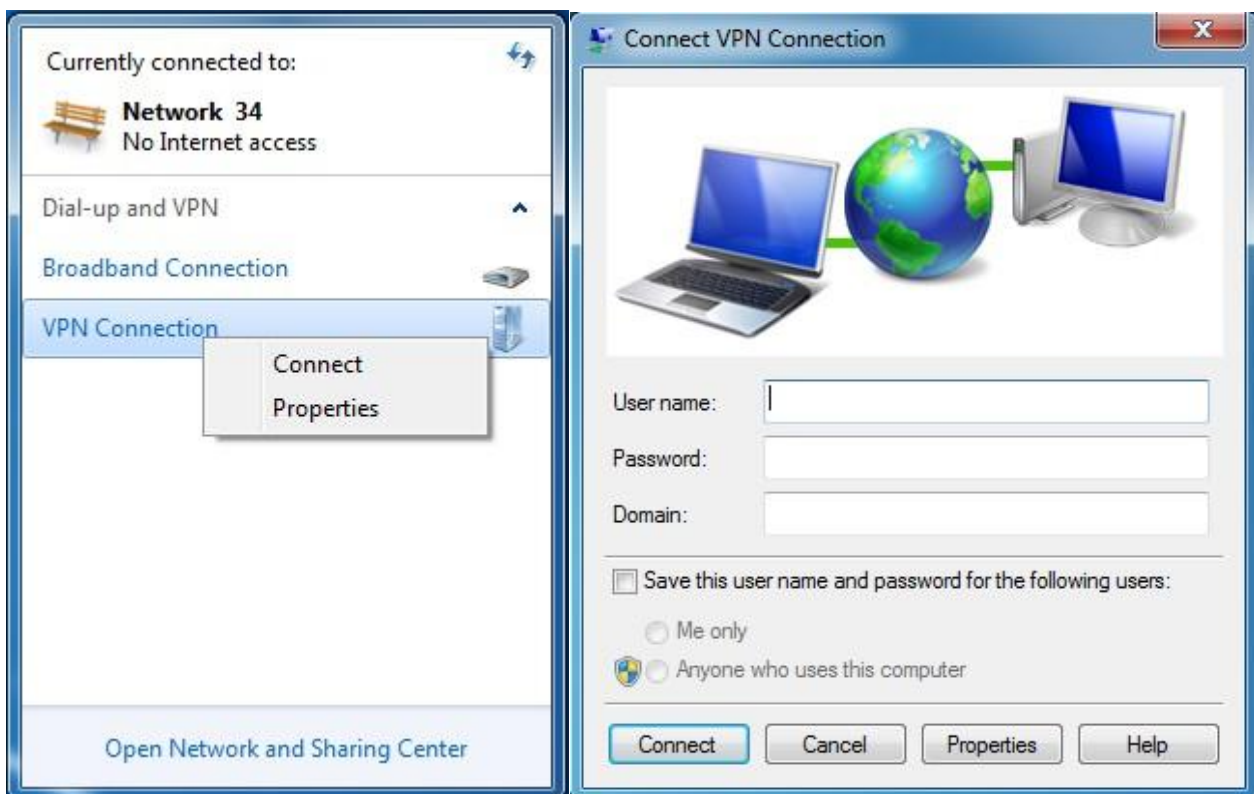 Currently connected to:
Network 34
No Internet access
Dial-up and VPN
Broadband Connection
VPN Connection
Connect
Properties
Open Network and Sharing Center
Connect VPN Connection
User name:
Password:
Domain:
Save this user name and password for the following users:
Me only
Anyone who uses this computer
Connect Cancel Properties Help